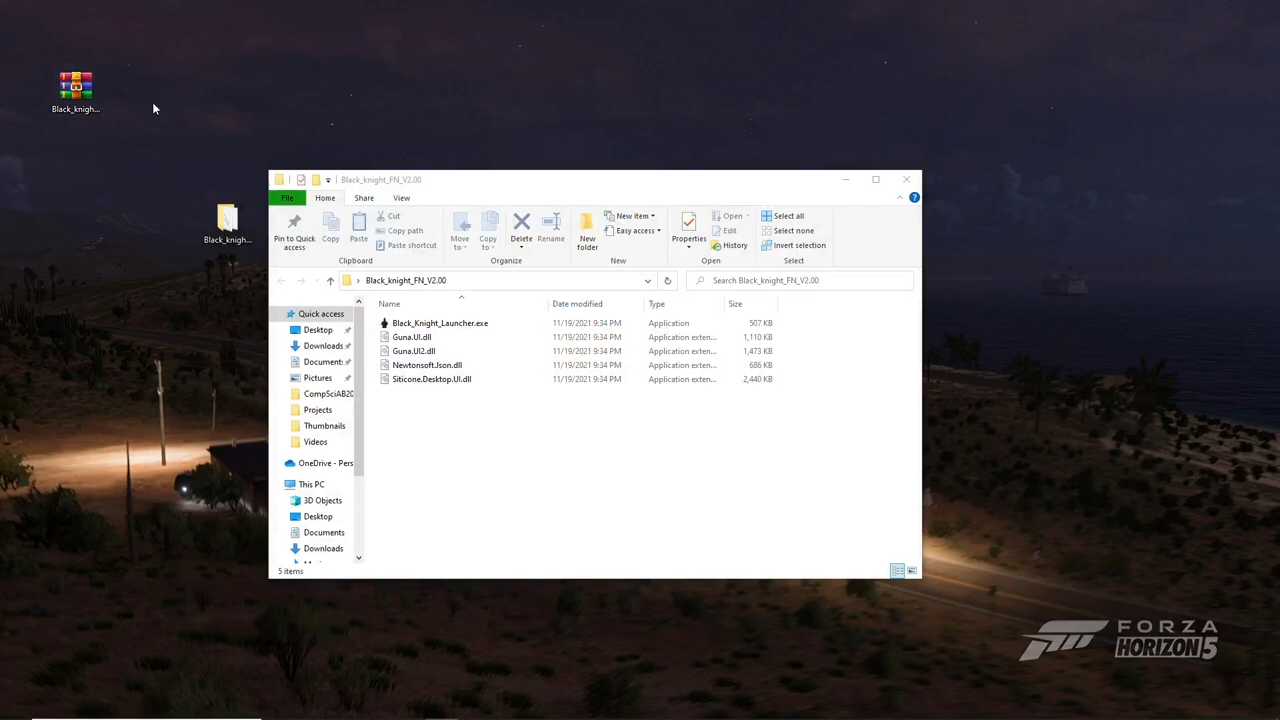 Black_knigh...
Black_knigh...
Black_knight_FN_V2.00
File Home Share View
Pin to Quick access
Copy
Paste
Cut
Copy path
Paste shortcut
Clipboard
Move to
Copy to
Delete
Rename
Organize
New folder
New item
Easy access
New
Properties
Open
Edit
History
Open
Select all
Select none
Invert selection
Select
Black_knight_FN_V2.00
Search Black_knight_FN_V2.00
Quick access
Desktop
Downloads
Document:
Pictures
CompSciAB20
Projects
Thumbnails
Videos
OneDrive - Pers
This PC
3D Objects
Desktop
Documents
Downloads
Name Date modified Type Size
Black_Knight_Launcher.exe 11/19/2021 9:34 PM Application 507 KB
Guna.UI.dll 11/19/2021 9:34 PM Application exten... 1,110 KB
Guna.UI2.dll 11/19/2021 9:34 PM Application exten... 1,473 KB
Newtonsoft.Json.dll 11/19/2021 9:34 PM Application exten... 686 KB
Siticone.Desktop.UI.dll 11/19/2021 9:34 PM Application exten... 2,440 KB
5 items
FORZA
HORIZON 5